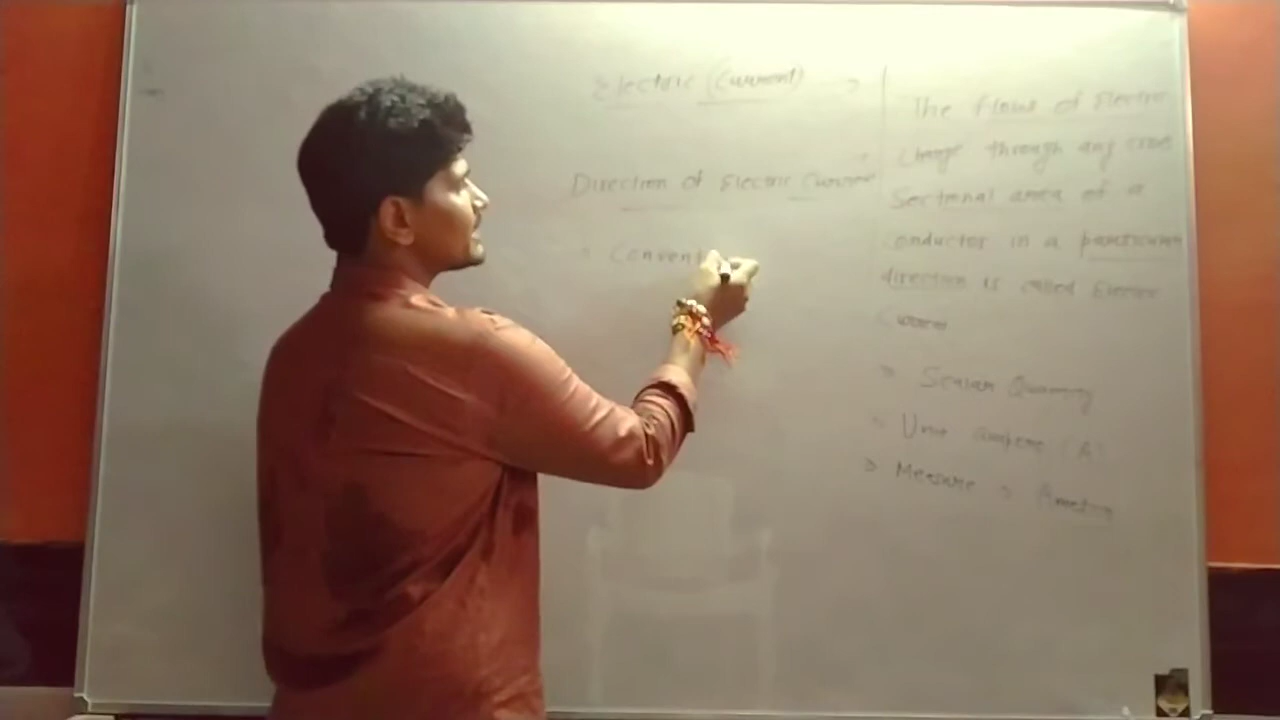 Electric (Current)
Direction of Electric Current
Convent
The flow of Electric
charge through any cross
Sectional area of a
conductor in a particular
direction is called Electric
Current
Scalar Quantity
Unit ampere (A)
Measure → Ameter